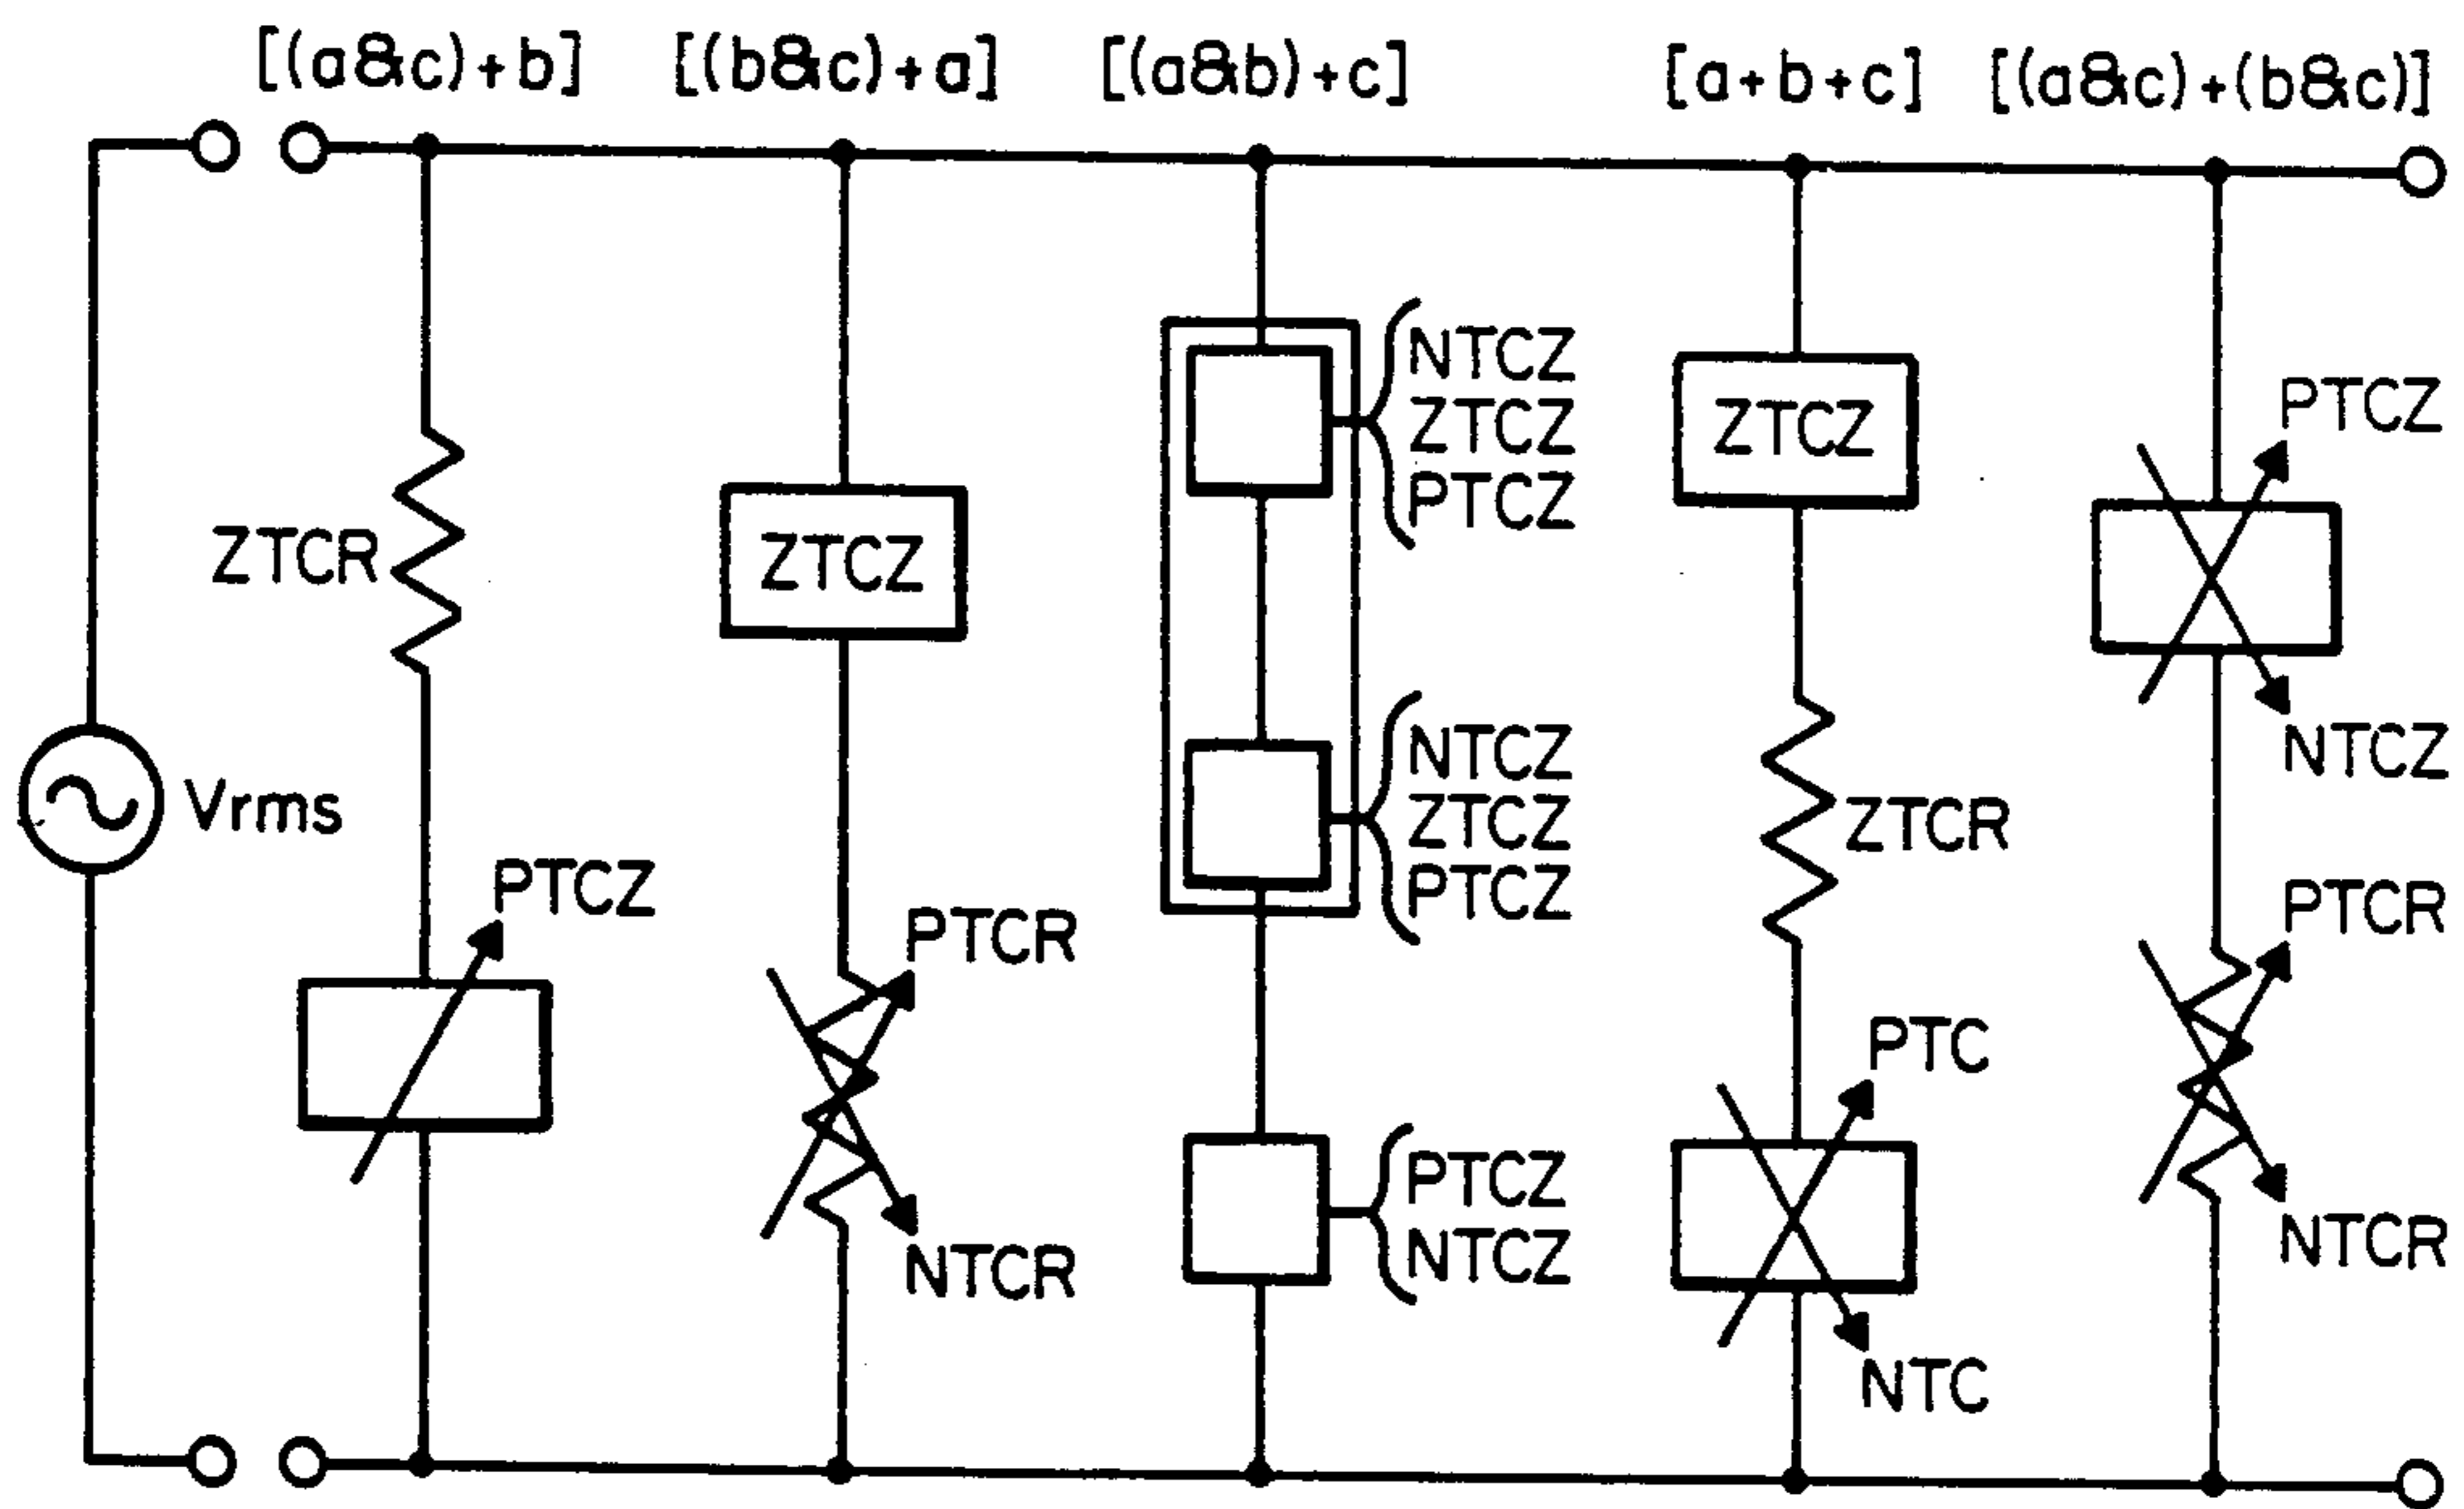 [(a&c)+b]
[(b&c)+a]
[(a&b)+c]
[a+b+c]
[(a&c)+(b&c)]
Vrms
ZTCR
PTCZ
ZTCZ
PTCR
NTCR
NTCZ
ZTCZ
PTCZ
NTCZ
ZTCZ
PTCZ
PTCZ
NTCZ
ZTCZ
ZTCR
PTC
NTC
PTCZ
NTCZ
PTCR
NTCR